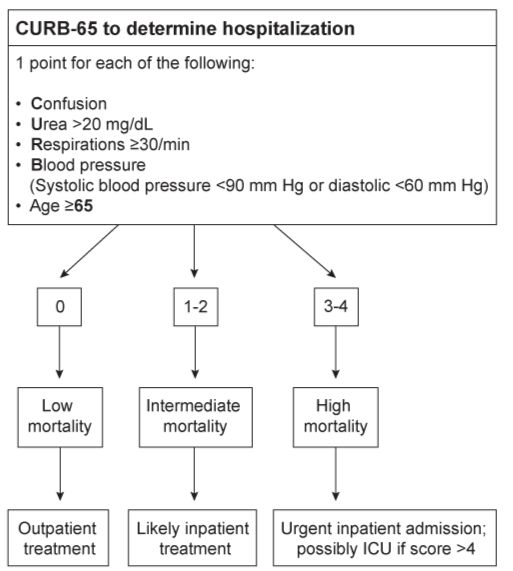 CURB-65 to determine hospitalization
1 point for each of the following:
• Confusion
• Urea >20 mg/dL
• Respirations ≥30/min
• Blood pressure
(Systolic blood pressure <90 mm Hg or diastolic <60 mm Hg)
• Age ≥65
0
1-2
3-4
Low
mortality
Intermediate
mortality
High
mortality
Outpatient
treatment
Likely inpatient
treatment
Urgent inpatient admission;
possibly ICU if score >4